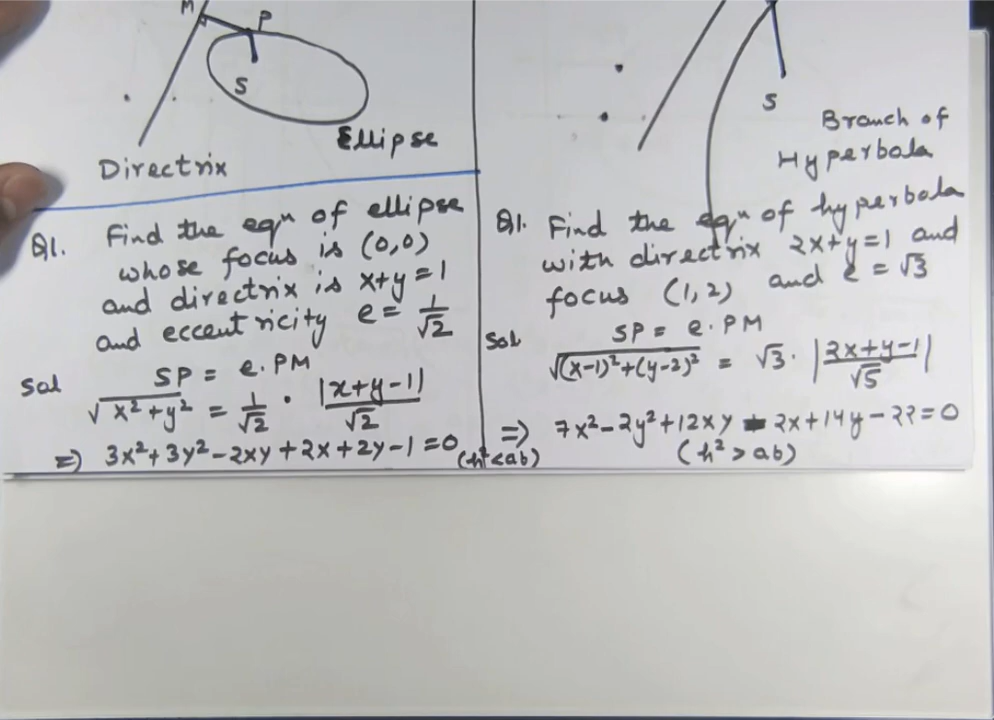 M
P
S
Ellipse
Directrix
Q1. Find the eqn of ellipse
whose focus is (0,0)
and directrix is x+y=1
and eccentricity e = 1/√2
Sol SP = e.PM
√x²+y² = 1/√2 · |x+y-1|/√2
⇒) 3x²+3y²-2xy+2x+2y-1=0 (h²<ab)
S
Branch of
Hyperbola
Q1. Find the eqn of hyperbola
with directrix 2x+y=1 and
focus (1,2) and e = √3
Sol SP = e.PM
√(x-1)²+(y-2)² = √3 · |2x+y-1|/√5
⇒) 7x²-2y²+12xy - 2x+14y-22=0
(h²>ab)